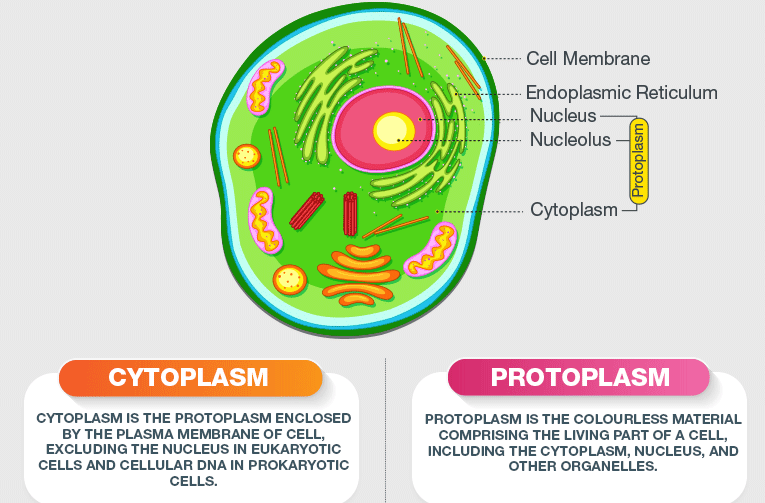 Cell Membrane
Endoplasmic Reticulum
Nucleus
Nucleolus
Protoplasm
Cytoplasm
CYTOPLASM
CYTOPLASM IS THE PROTOPLASM ENCLOSED
BY THE PLASMA MEMBRANE OF CELL,
EXCLUDING THE NUCLEUS IN EUKARYOTIC
CELLS AND CELLULAR DNA IN PROKARYOTIC
CELLS.
PROTOPLASM
PROTOPLASM IS THE COLOURLESS MATERIAL
COMPRISING THE LIVING PART OF A CELL,
INCLUDING THE CYTOPLASM, NUCLEUS, AND
OTHER ORGANELLES.